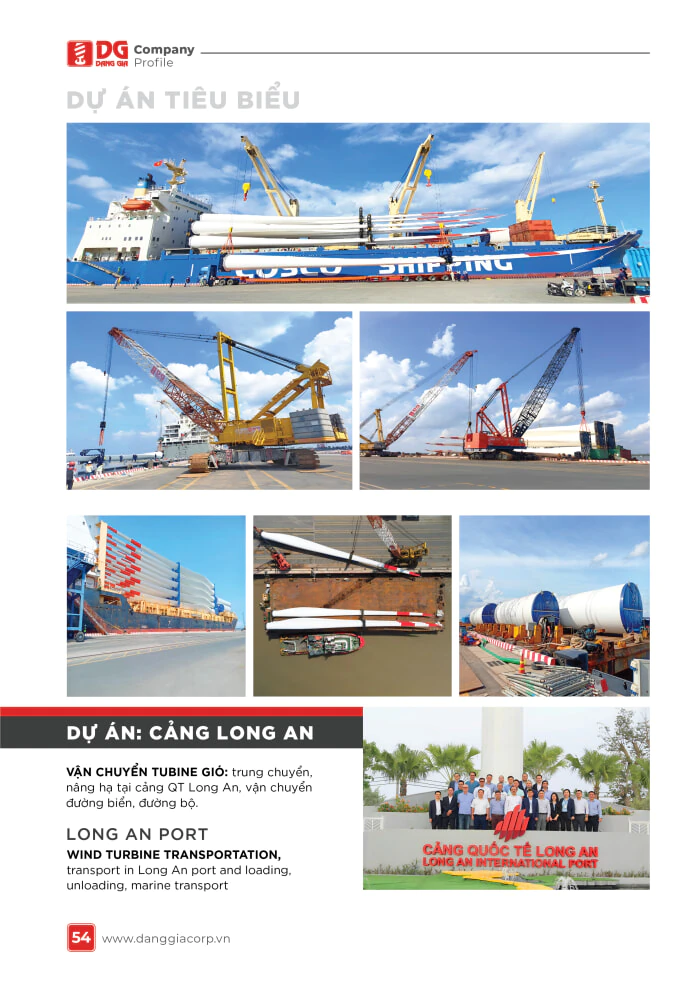 DG
DANG GIA
Company
Profile
DỰ ÁN TIÊU BIỂU
COSCO SHIPPING
DỰ ÁN: CẢNG LONG AN
VẬN CHUYỂN TUBINE GIÓ: trung chuyển,
nâng hạ tại cảng QT Long An, vận chuyển
đường biển, đường bộ.
CẢNG QUỐC TẾ LONG AN
LONG AN INTERNATIONAL PORT
LONG AN PORT
WIND TURBINE TRANSPORTATION,
transport in Long An port and loading,
unloading, marine transport
54
www.danggiacorp.vn